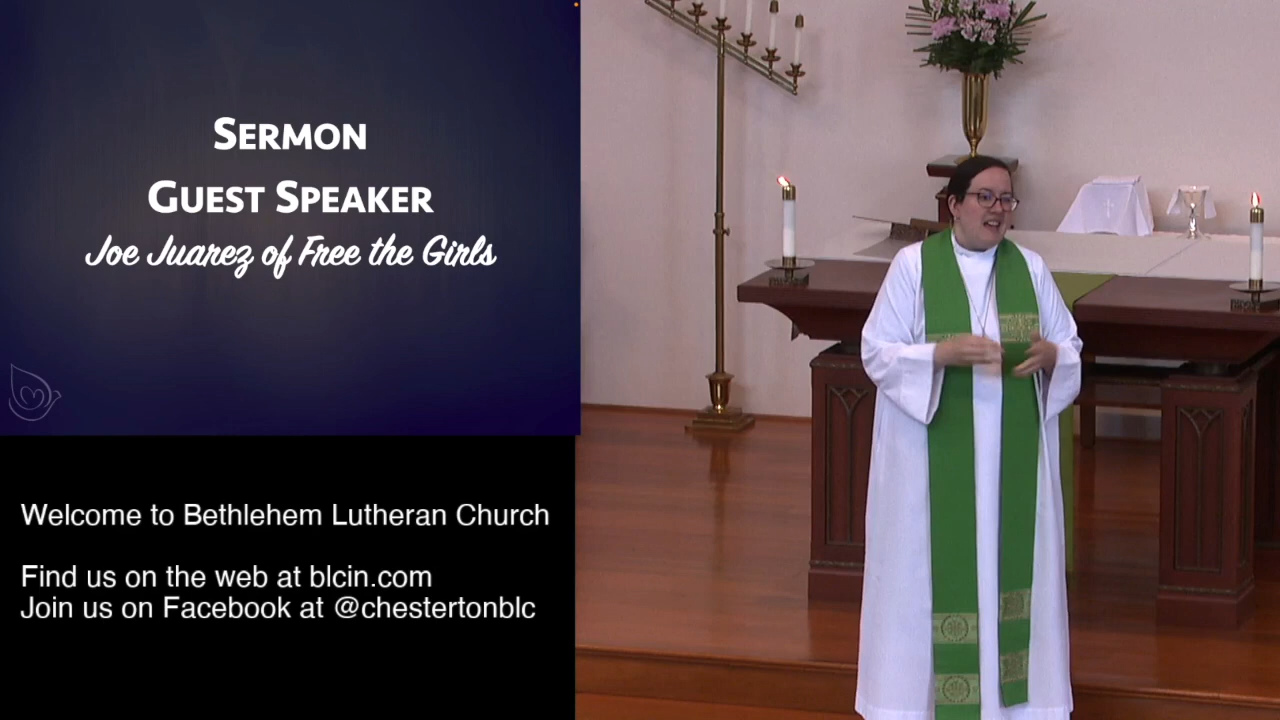 SERMON
GUEST SPEAKER
Joe Juarez of Free the Girls
Welcome to Bethlehem Lutheran Church
Find us on the web at blcin.com
Join us on Facebook at @chestertonblc